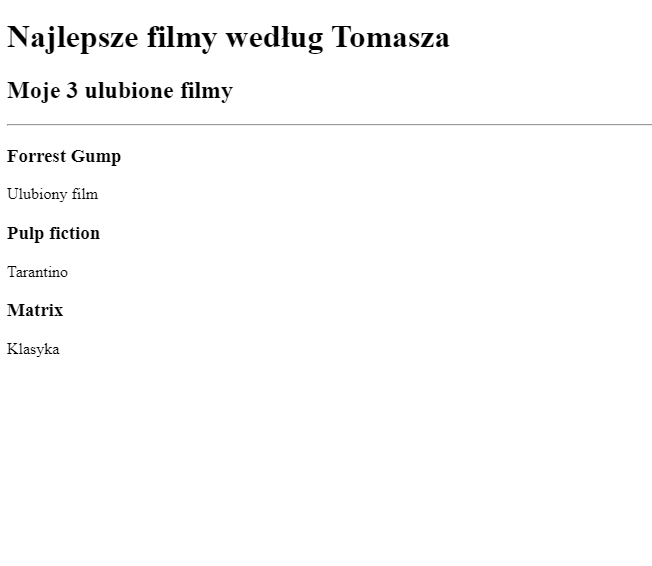 Najlepsze filmy według Tomasza
Moje 3 ulubione filmy
Forrest Gump
Ulubiony film
Pulp fiction
Tarantino
Matrix
Klasyka